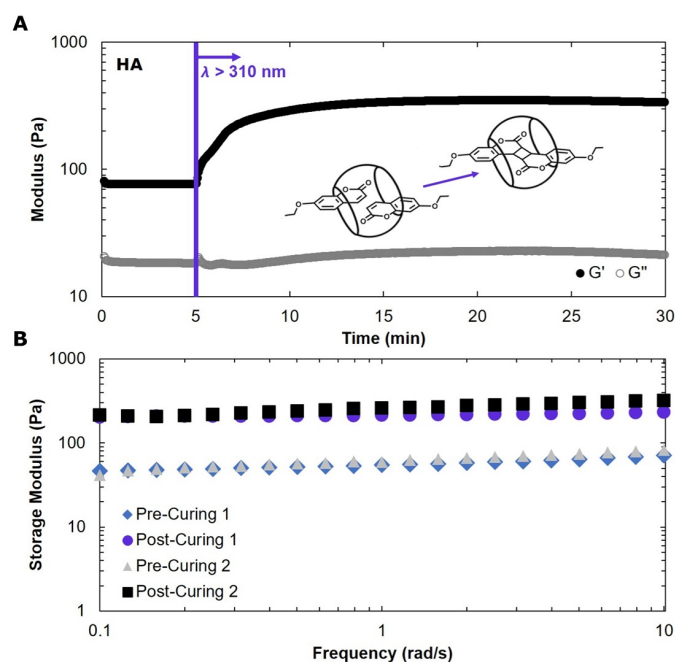 A
1000
HA
λ > 310 nm
100
Modulus (Pa)
O
O
O
O
O
O
O
O
O
O
O
O
G' G''
10
0 5 10 15 20 25 30
Time (min)
B
1000
100
Storage Modulus (Pa)
10
Pre-Curing 1
Post-Curing 1
Pre-Curing 2
Post-Curing 2
1
0.1 1 10
Frequency (rad/s)